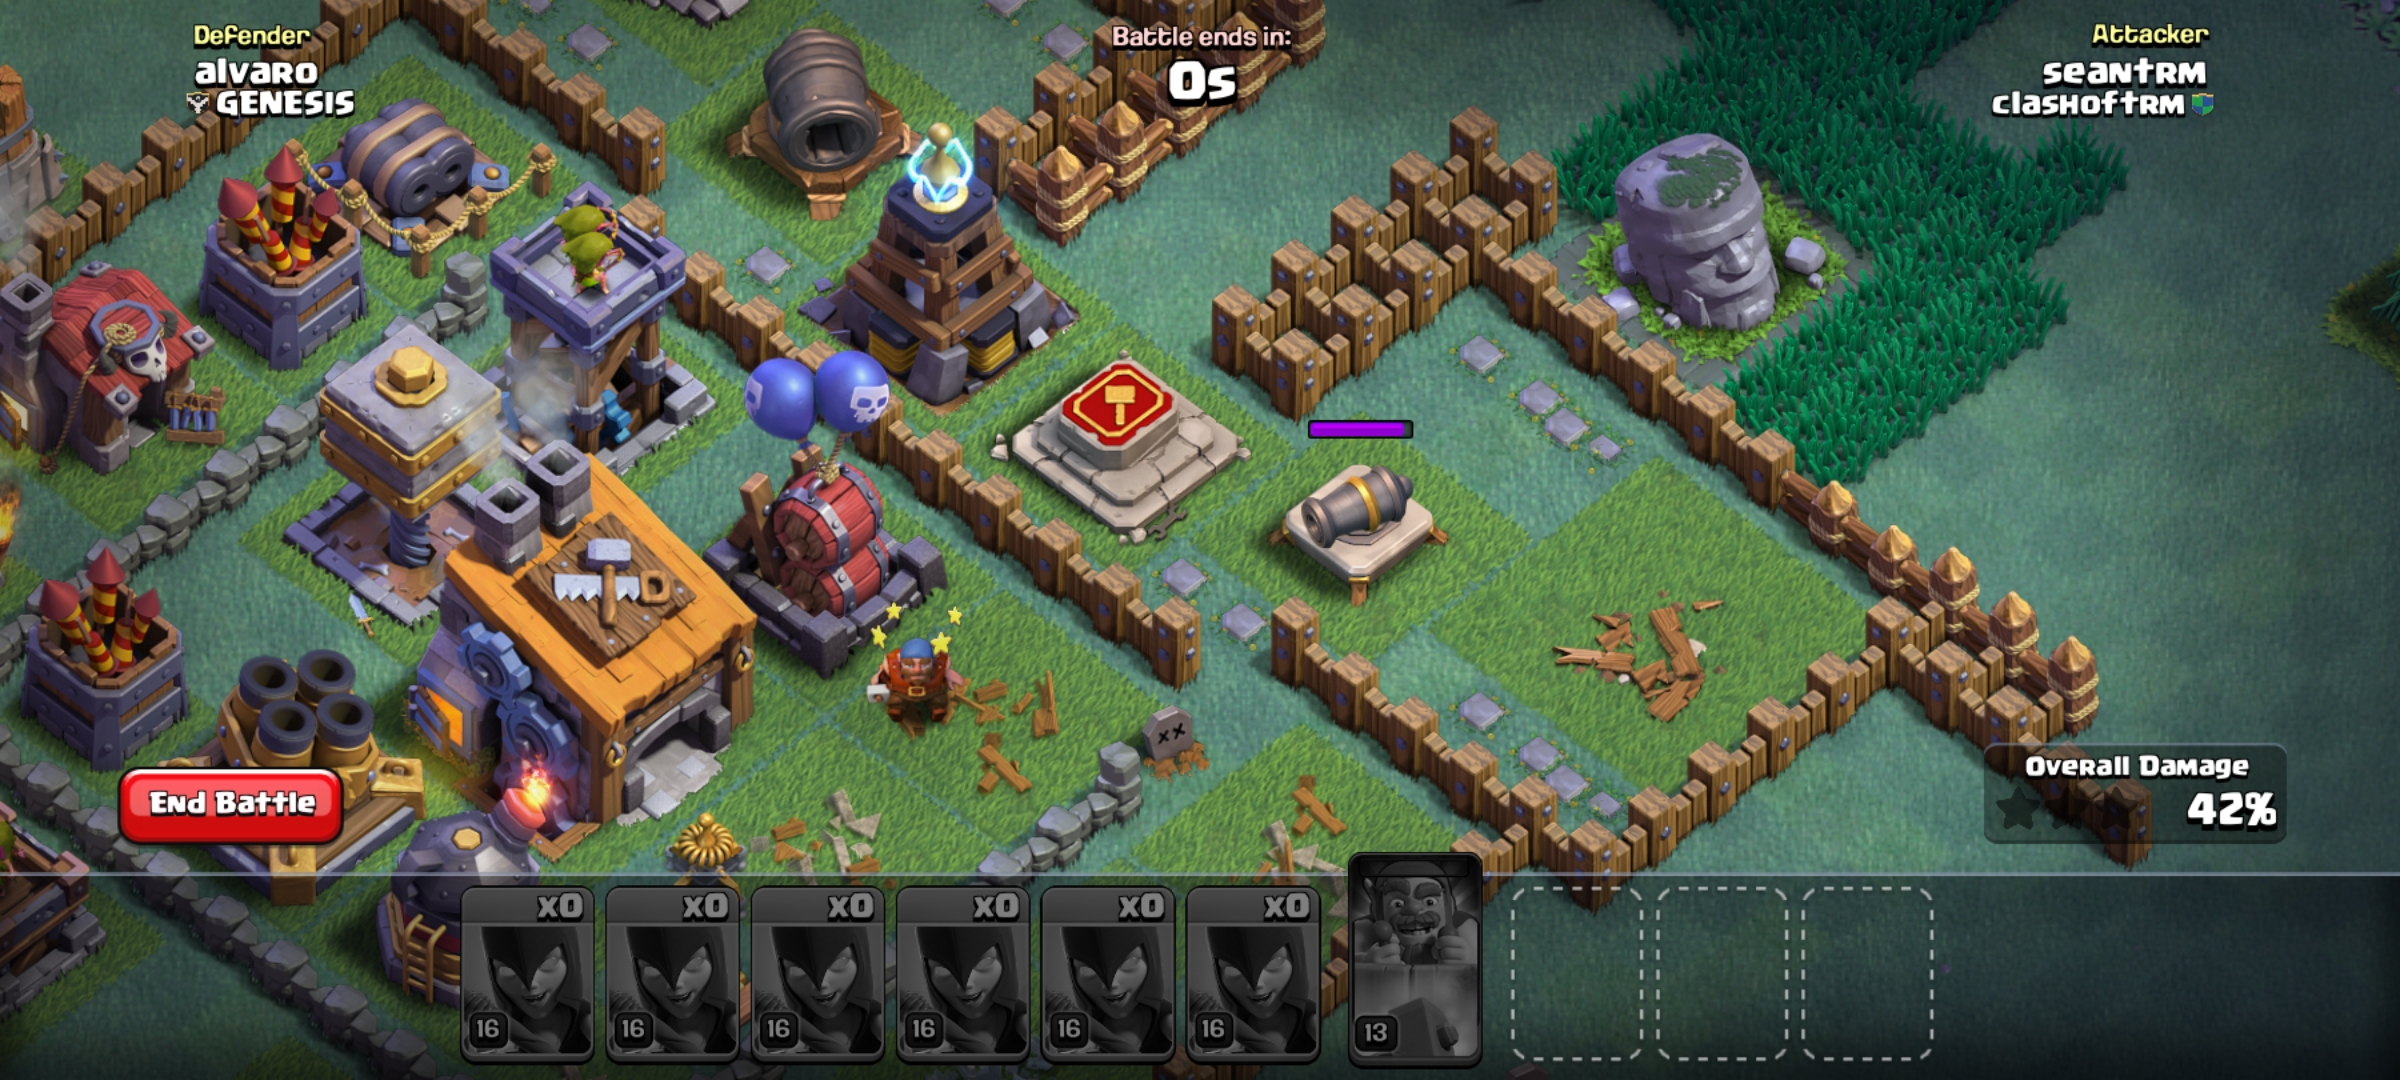 Defender
alvaro
GENESIS
Battle ends in:
0s
Attacker
seantRM
clashoftRM
End Battle
Overall Damage
42%
x0
x0
x0
x0
x0
x0
16
16
16
16
16
16
13